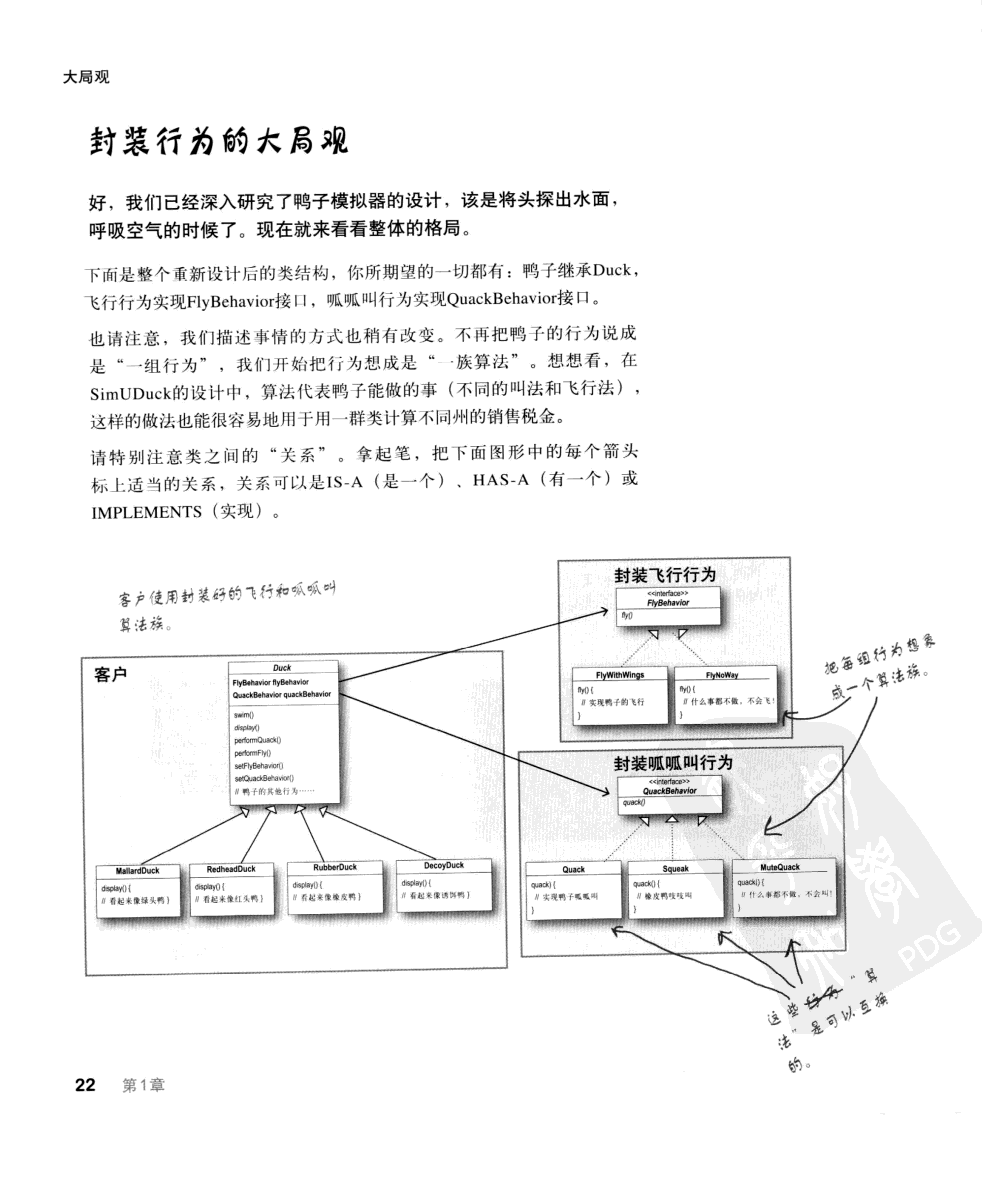 大局观
封装行为的大局观
好，我们已经深入研究了鸭子模拟器的设计，该是将头探出水面，
呼吸空气的时候了。现在就来看看整体的格局。
下面是整个重新设计后的类结构，你所期望的一切都有：鸭子继承Duck，
飞行行为实现FlyBehavior接口，呱呱叫行为实现QuackBehavior接口。
也请注意，我们描述事情的方式也稍有改变。不再把鸭子的行为说成
是“一组行为”，我们开始把行为想成是“一族算法”。想想看，在
SimUDuck的设计中，算法代表鸭子能做的事（不同的叫法和飞行法），
这样的做法也能很容易地用于用一群类计算不同州的销售税金。
请特别注意类之间的“关系”。拿起笔，把下面图形中的每个箭头
标上适当的关系，关系可以是IS-A（是一个）、HAS-A（有一个）或
IMPLEMENTS（实现）。
客户使用封装好的飞行和呱呱叫
算法族。
客户
Duck
FlyBehavior flyBehavior
QuackBehavior quackBehavior
swim()
display()
performQuack()
performFly()
setFlyBehavior()
setQuackBehavior()
// 鸭子的其他行为……
MallardDuck
display() {
// 看起来像绿头鸭 }
RedheadDuck
display() {
// 看起来像红头鸭 }
RubberDuck
display() {
// 看起来像橡皮鸭 }
DecoyDuck
display() {
// 看起来像诱饵鸭 }
封装飞行行为
<<interface>>
FlyBehavior
fly()
FlyWithWings
fly() {
// 实现鸭子的飞行
}
FlyNoWay
fly() {
// 什么事都不做，不会飞！
}
把每组行为想象
成一个算法族。
封装呱呱叫行为
<<interface>>
QuackBehavior
quack()
Quack
quack) {
// 实现鸭子呱呱叫
}
Squeak
quack() {
// 橡皮鸭吱吱叫
}
MuteQuack
quack() {
// 什么事都不做，不会叫！
}
这些行为“算
法”是可以互换
的。
PDG
22 第1章